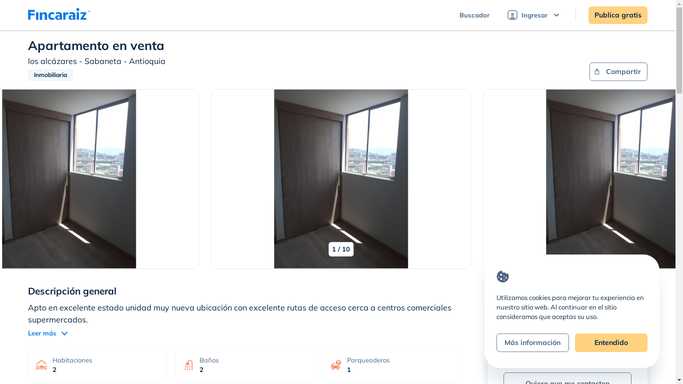 Fincaraiz
Buscador
Ingresar
Publica gratis
Apartamento en venta
los alcázares - Sabaneta - Antioquia
Inmobiliaria
Compartir
1 / 10
Descripción general
Apto en excelente estado unidad muy nueva ubicación con excelente rutas de acceso cerca a centros comerciales
supermercados.
Leer más
Habitaciones
2
Baños
2
Parqueaderos
1
Utilizamos cookies para mejorar tu experiencia en
nuestro sitio web. Al continuar en el sitio
consideramos que aceptas su uso.
Más información
Entendido
Quiero que me contacten